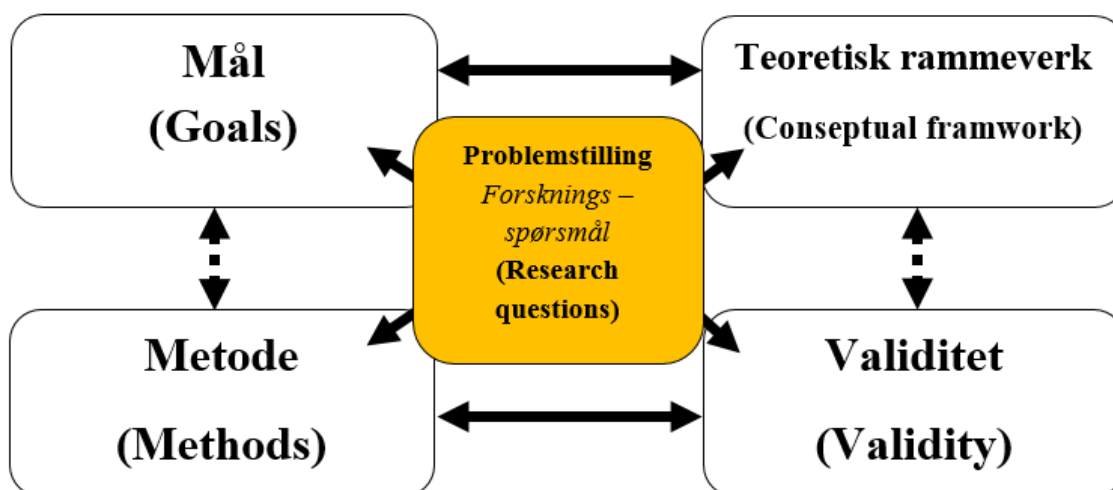 Mål
(Goals)
Teoretisk rammeverk
(Conseptual framwork)
Problemstilling
Forsknings –
spørsmål
(Research
questions)
Metode
(Methods)
Validitet
(Validity)